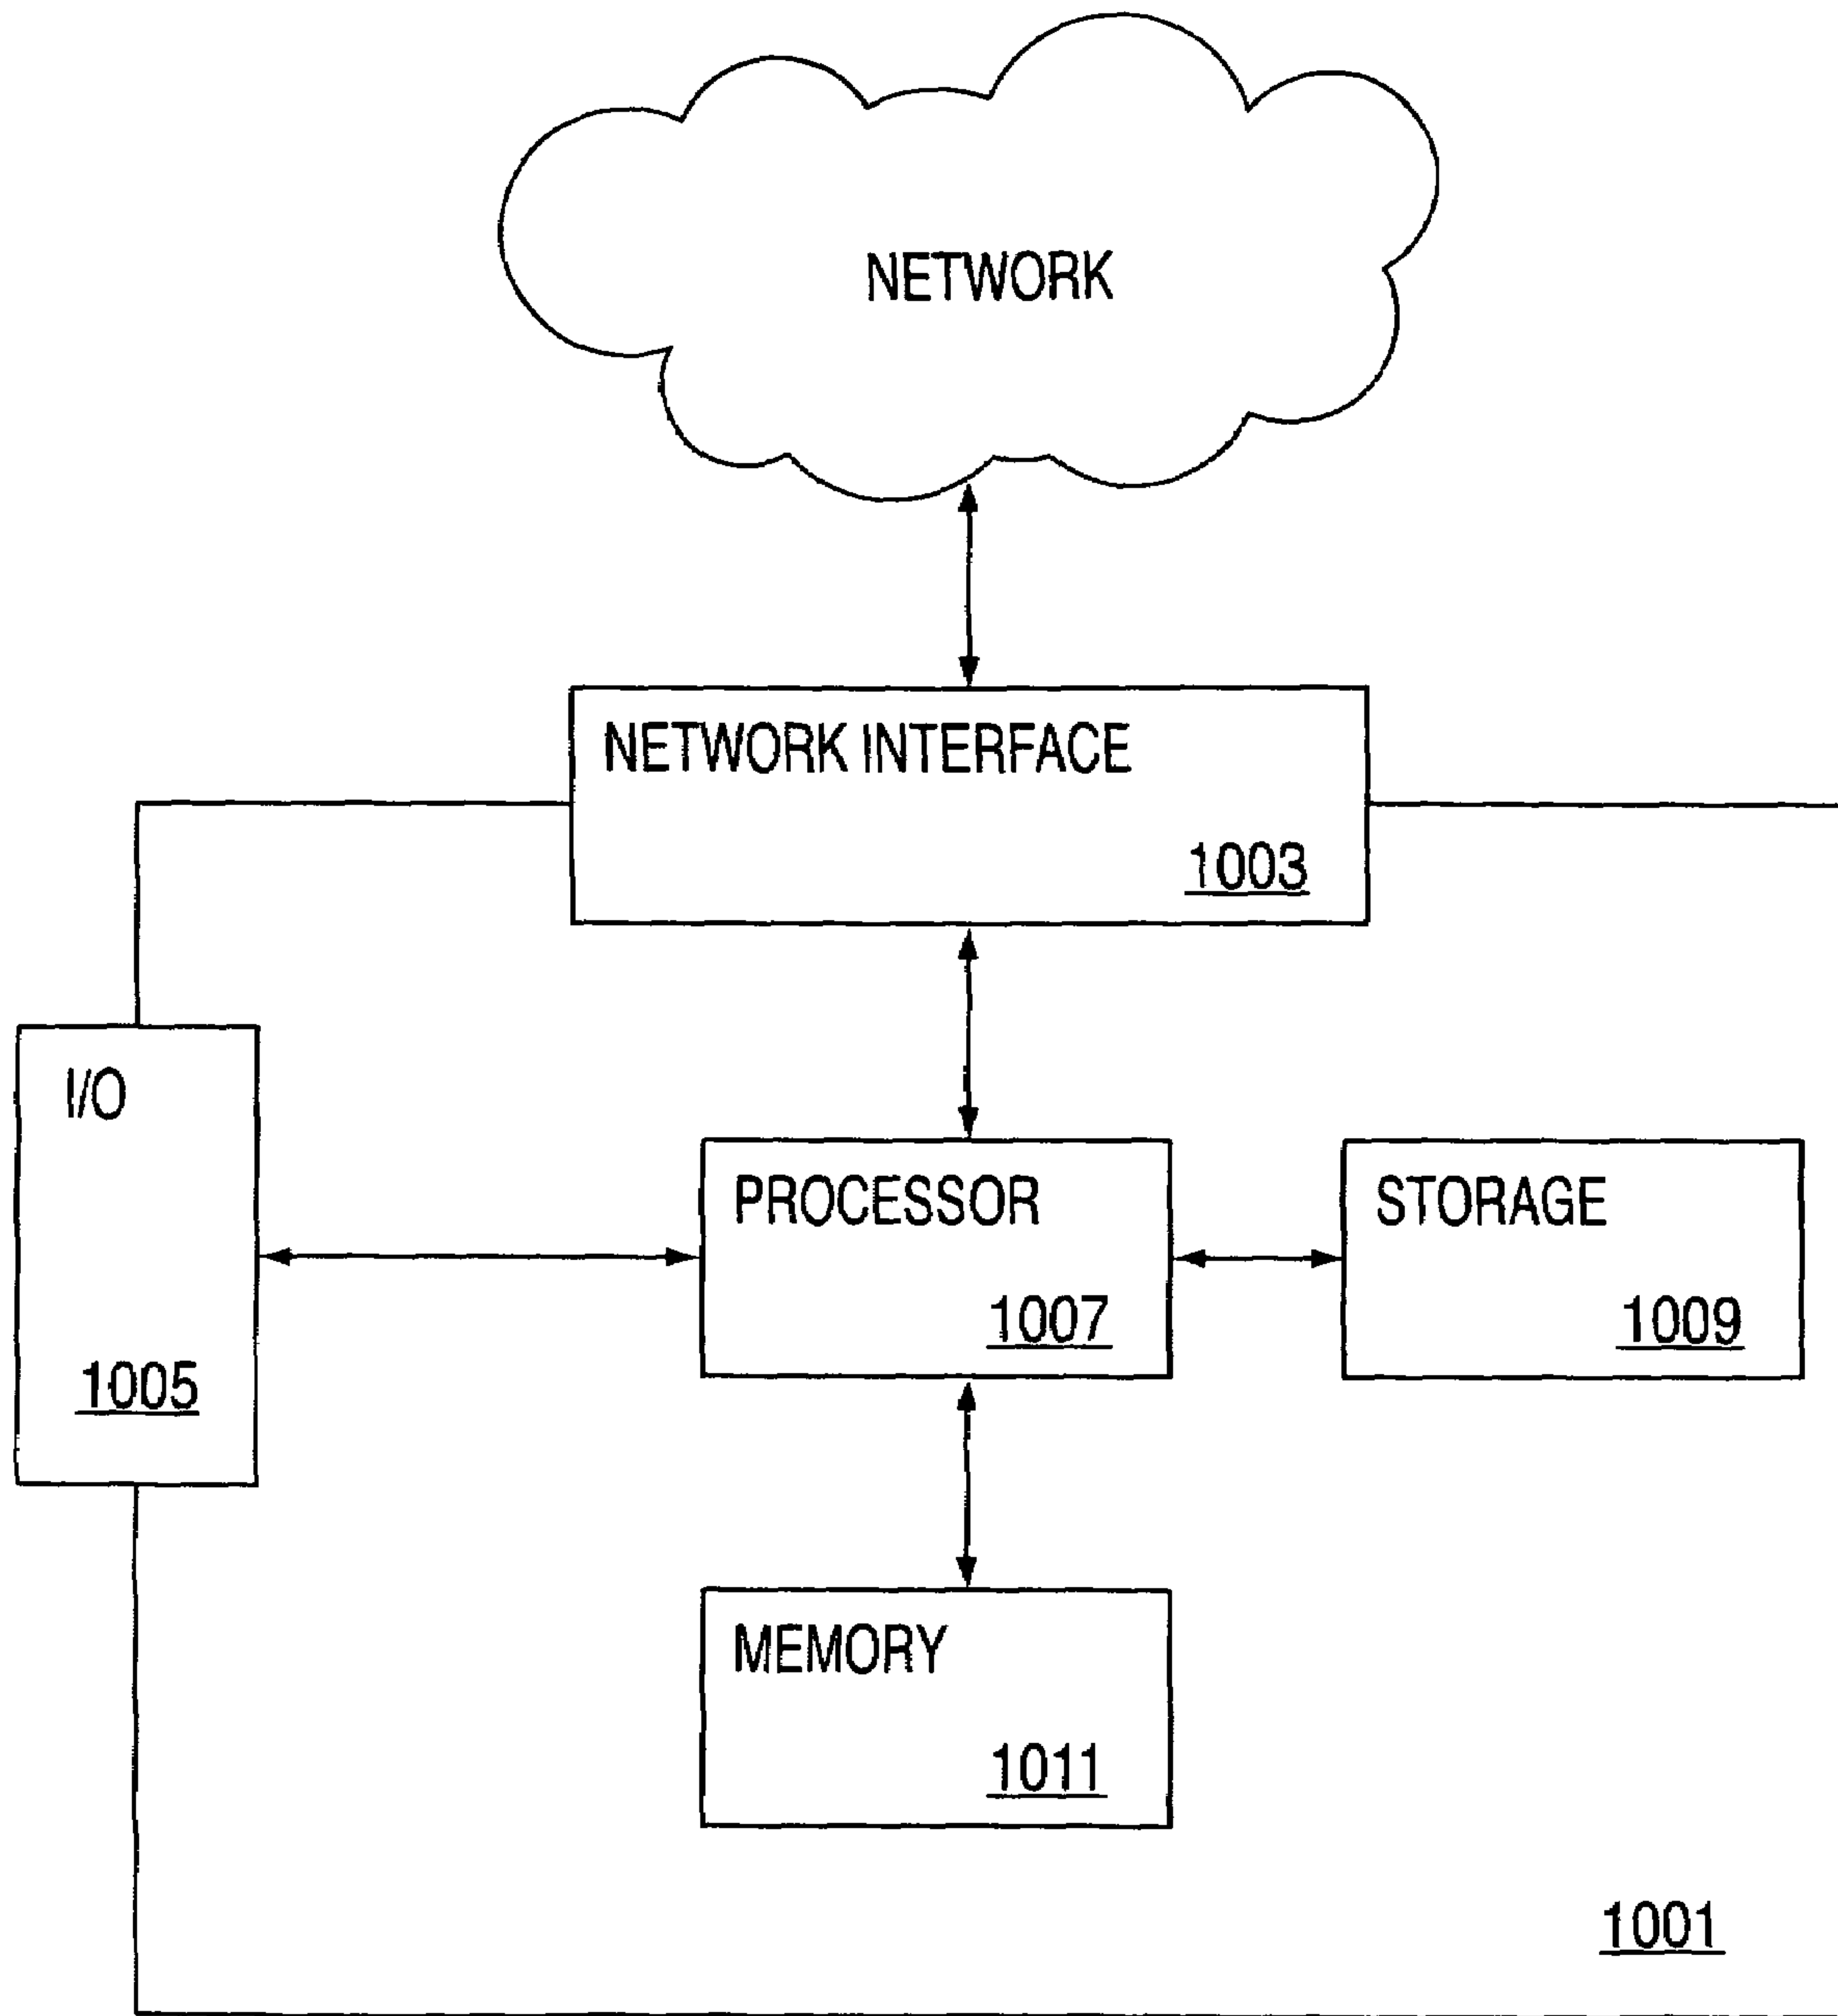 NETWORK
NETWORK INTERFACE
1003
I/O
1005
PROCESSOR
1007
STORAGE
1009
MEMORY
1011
1001